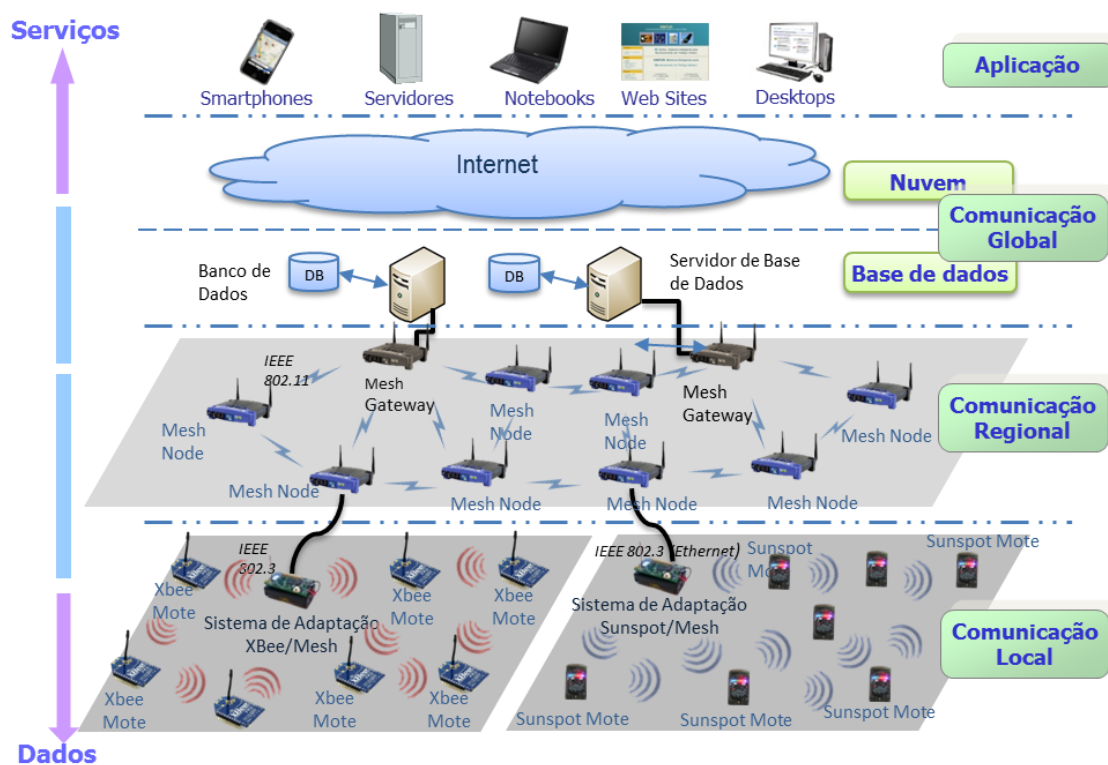 Serviços
Smartphones
Servidores
Notebooks
Web Sites
Desktops
Aplicação
Internet
Nuvem
Comunicação
Global
Base de dados
Banco de
Dados
DB
DB
Servidor de Base
de Dados
IEEE
802.11
Mesh
Gateway
Mesh
Node
Mesh
Node
Mesh
Gateway
Mesh
Node
Mesh Node
Mesh Node
Mesh Node
Mesh Node
Mesh Node
Comunicação
Regional
IEEE
802.3
Xbee
Mote
Xbee
Mote
Xbee
Mote
Sistema de Adaptação
XBee/Mesh
Xbee
Mote
Xbee
Mote
Xbee
Mote
IEEE 802.3 (Ethernet)
Sunspot
Sunspot Mote
Sistema de Adaptação
Sunspot/Mesh
Sunspot Mote
Sunspot Mote
Sunspot Mote
Comunicação
Local
Dados